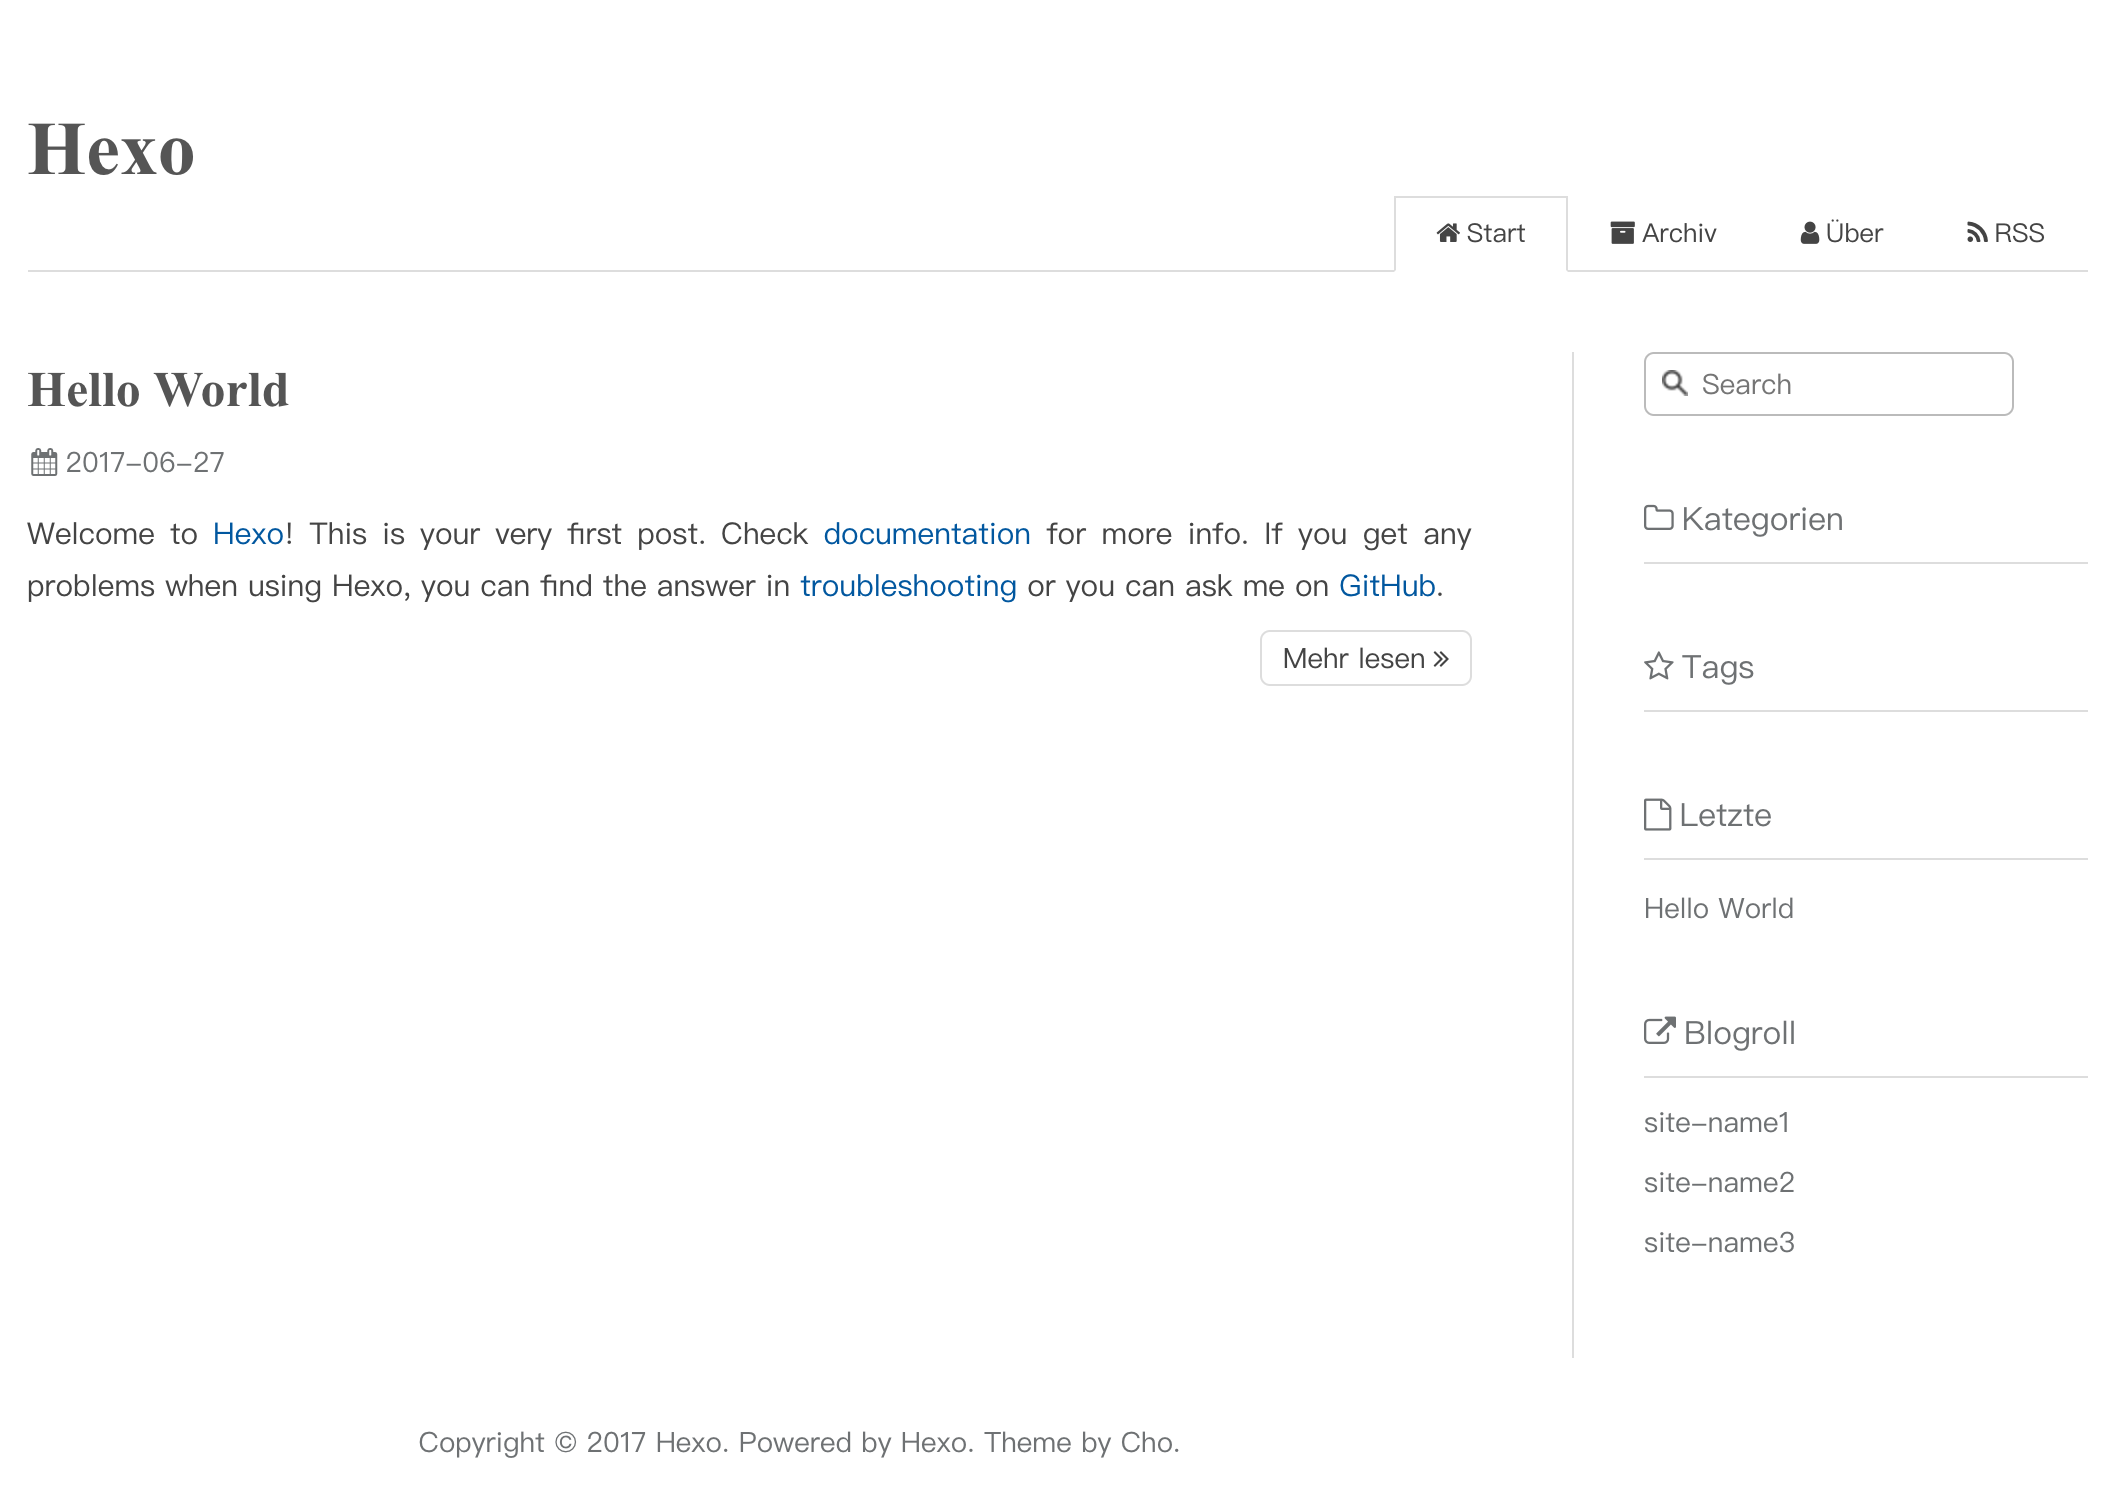 Hexo
Start
Archiv
Über
RSS
Hello World
2017-06-27
Welcome to Hexo! This is your very first post. Check documentation for more info. If you get any
problems when using Hexo, you can find the answer in troubleshooting or you can ask me on GitHub.
Mehr lesen »
Search
Kategorien
Tags
Letzte
Hello World
Blogroll
site-name1
site-name2
site-name3
Copyright © 2017 Hexo. Powered by Hexo. Theme by Cho.